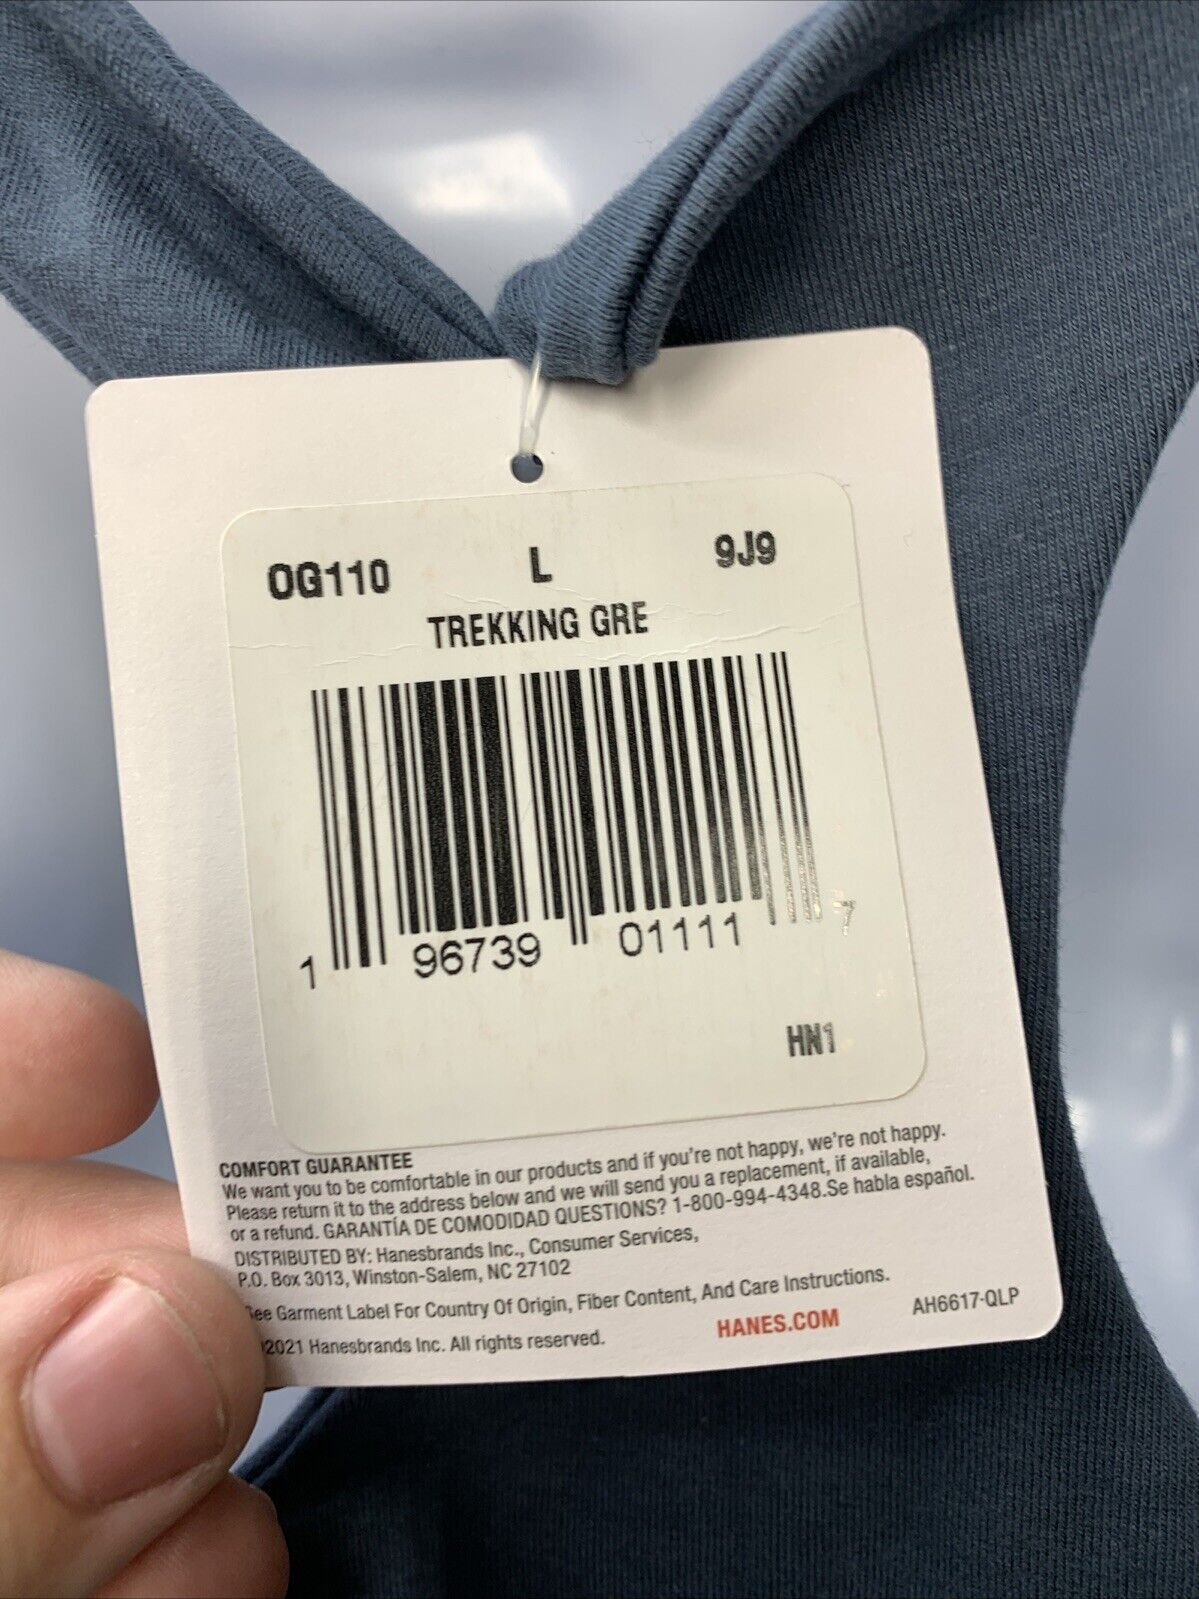 OG110 L 9J9
TREKKING GRE
1 96739 01111 7
HN1
COMFORT GUARANTEE
We want you to be comfortable in our products and if you're not happy, we're not happy.
Please return it to the address below and we will send you a replacement, if available,
or a refund. GARANTÍA DE COMODIDAD QUESTIONS? 1-800-994-4348.Se habla español.
DISTRIBUTED BY: Hanesbrands Inc., Consumer Services,
P.O. Box 3013, Winston-Salem, NC 27102
See Garment Label For Country Of Origin, Fiber Content, And Care Instructions.
©2021 Hanesbrands Inc. All rights reserved. HANES.COM AH6617-QLP